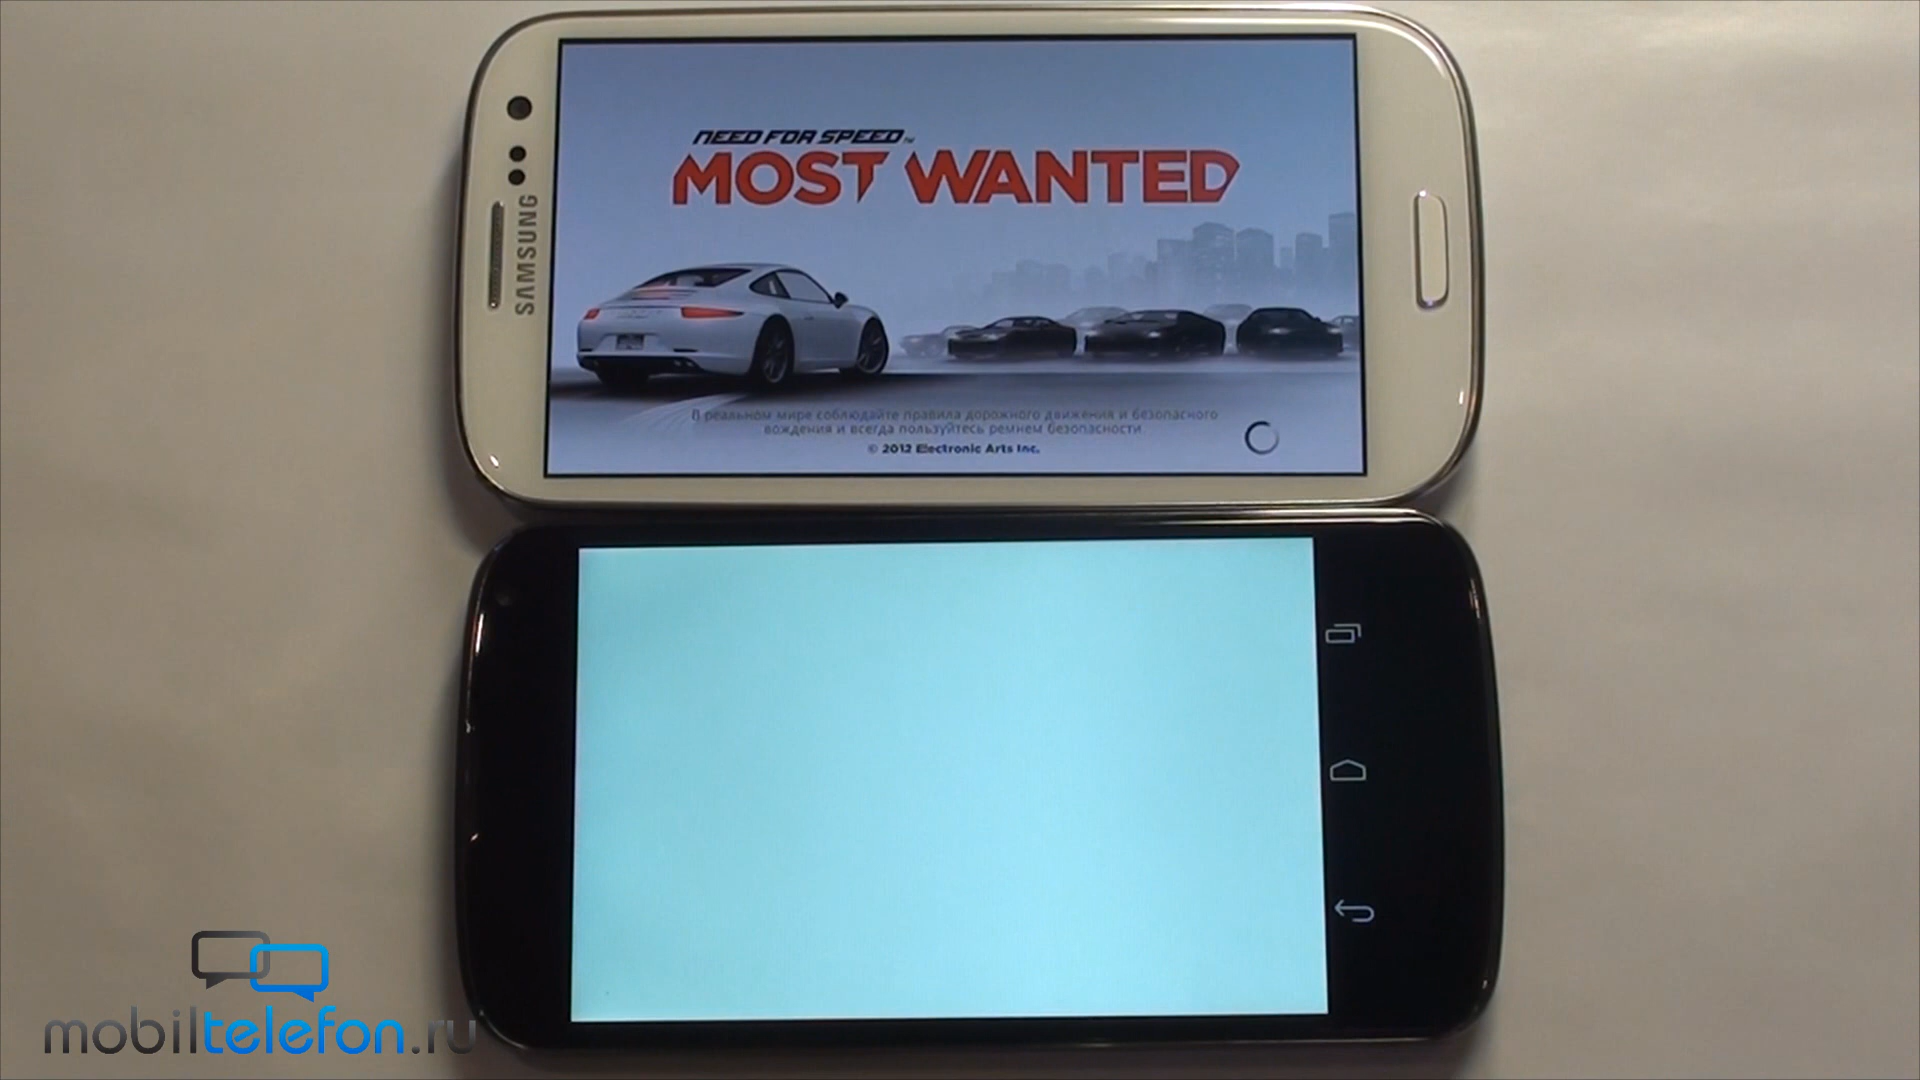 NEED FOR SPEED™
MOST WANTED
SAMSUNG
В реальном мире соблюдайте правила дорожного движения и безопасного
вождения и всегда пользуйтесь ремнем безопасности.
© 2012 Electronic Arts Inc.
mobiltelefon.ru